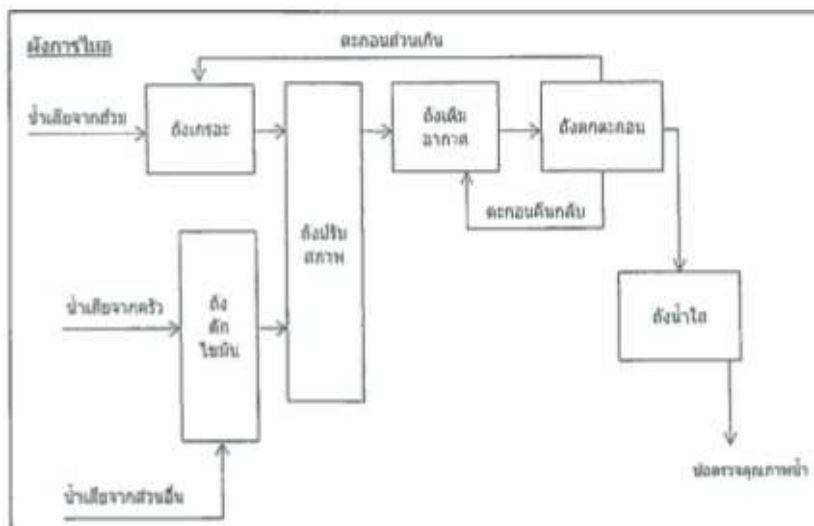 ผังการไหล
ตะกอนส่วนเกิน
น้ำเสียจากส้วม
ถังเกรอะ
ถังเติม
อากาศ
ถังตกตะกอน
ตะกอนคืนกลับ
ถังปรับ
สภาพ
น้ำเสียจากครัว
ถัง
ดัก
ไขมัน
ถังน้ำใส
น้ำเสียจากส่วนอื่น
บ่อตรวจคุณภาพน้ำ